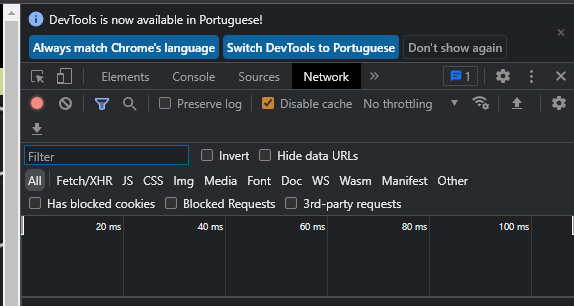 DevTools is now available in Portuguese!
Always match Chrome's language Switch DevTools to Portuguese Don't show again
Elements Console Sources Network 1
Preserve log Disable cache No throttling
Filter Invert Hide data URLs
All Fetch/XHR JS CSS Img Media Font Doc WS Wasm Manifest Other
Has blocked cookies Blocked Requests 3rd-party requests
20 ms 40 ms 60 ms 80 ms 100 ms